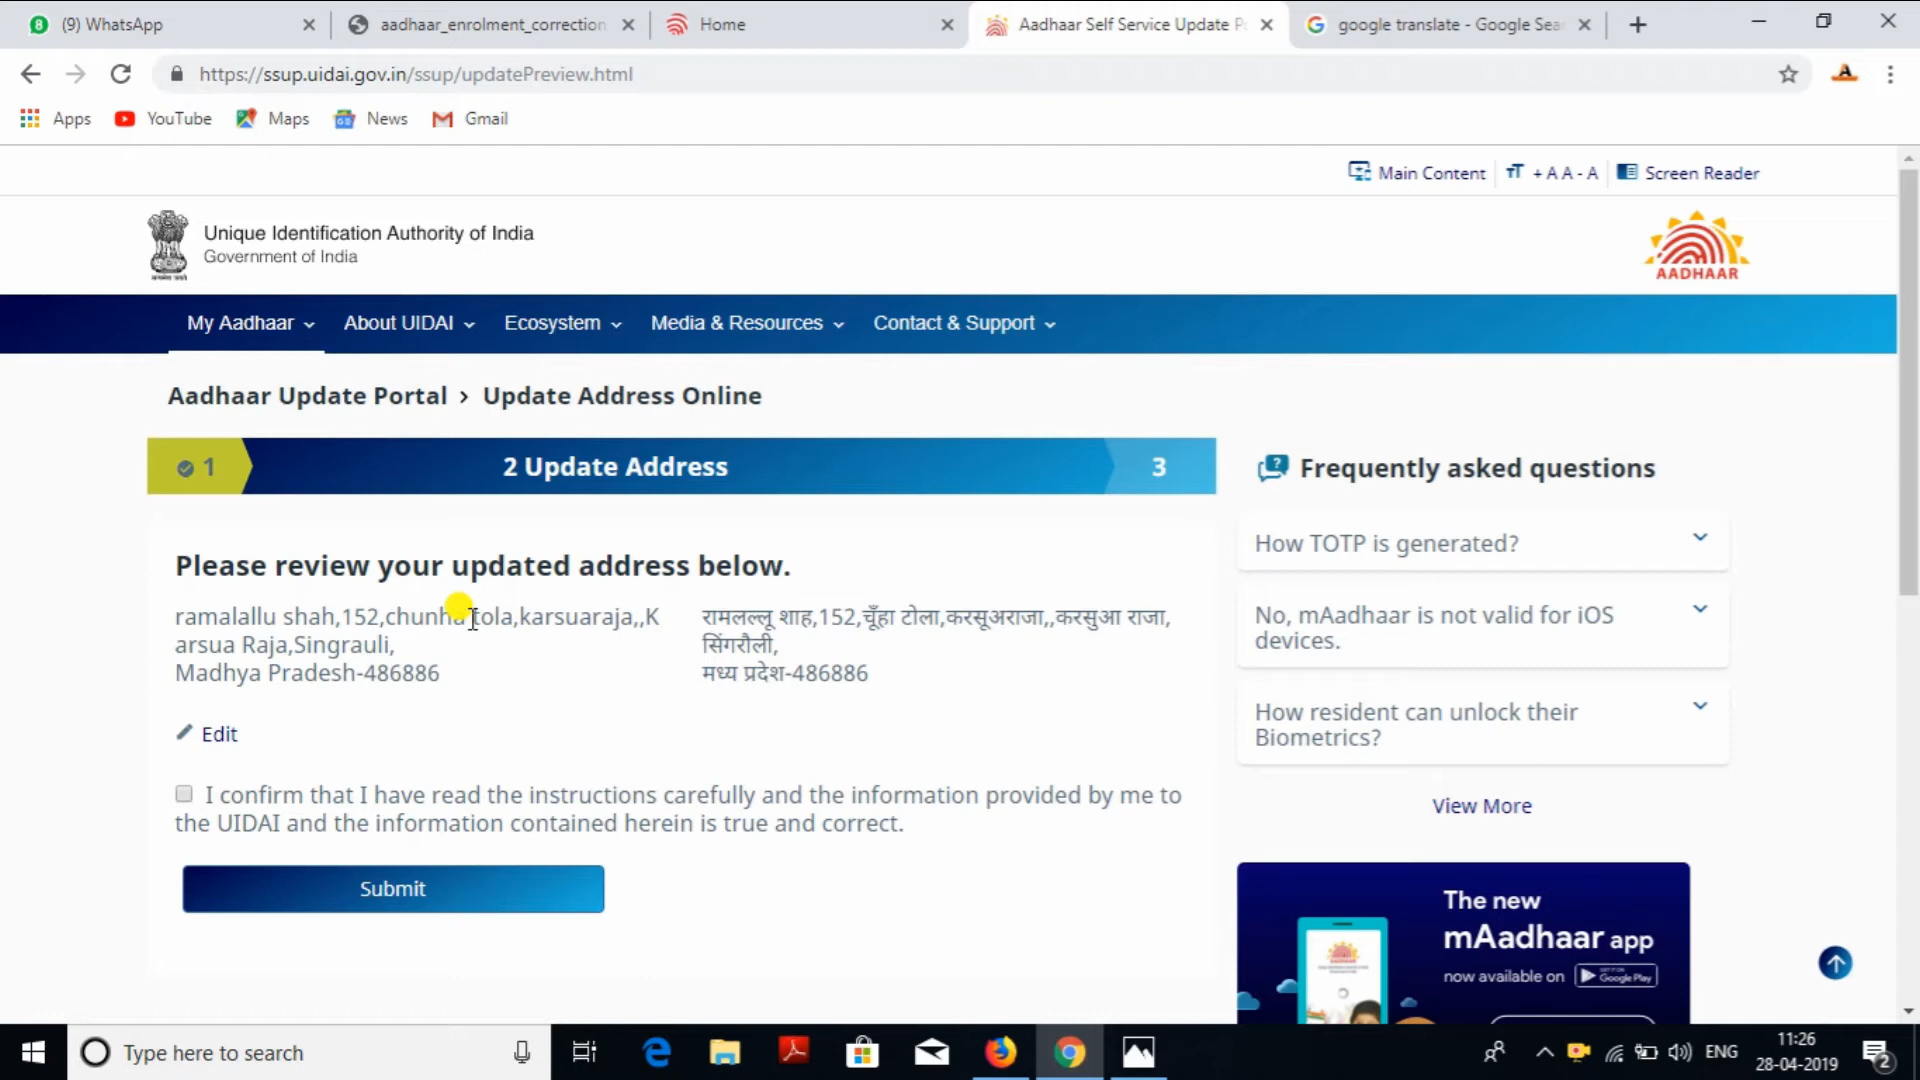 (9) WhatsApp
aadhaar_enrolment_correction
Home
Aadhaar Self Service Update P
google translate - Google Sea
https://ssup.uidai.gov.in/ssup/updatePreview.html
Apps YouTube Maps News Gmail
Main Content + A A - A Screen Reader
Unique Identification Authority of India
Government of India
AADHAAR
My Aadhaar About UIDAI Ecosystem Media & Resources Contact & Support
Aadhaar Update Portal > Update Address Online
1 2 Update Address 3
Please review your updated address below.
ramalallu shah,152,chunha tola,karsuaraja,,K
arsua Raja,Singrauli,
Madhya Pradesh-486886
रामलल्लू शाह,152,चूँहा टोला,करसूअराजा,,करसुआ राजा,
सिंगरौली,
मध्य प्रदेश-486886
Edit
I confirm that I have read the instructions carefully and the information provided by me to
the UIDAI and the information contained herein is true and correct.
Submit
Frequently asked questions
How TOTP is generated?
No, mAadhaar is not valid for iOS
devices.
How resident can unlock their
Biometrics?
View More
The new
mAadhaar app
now available on Google Play
Type here to search
ENG
11:26
28-04-2019
2